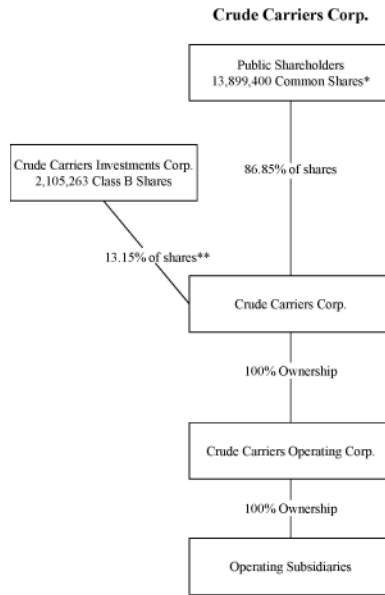 Crude Carriers Corp.
Public Shareholders
13,899,400 Common Shares*
Crude Carriers Investments Corp.
2,105,263 Class B Shares
86.85% of shares
13.15% of shares**
Crude Carriers Corp.
100% Ownership
Crude Carriers Operating Corp.
100% Ownership
Operating Subsidiaries